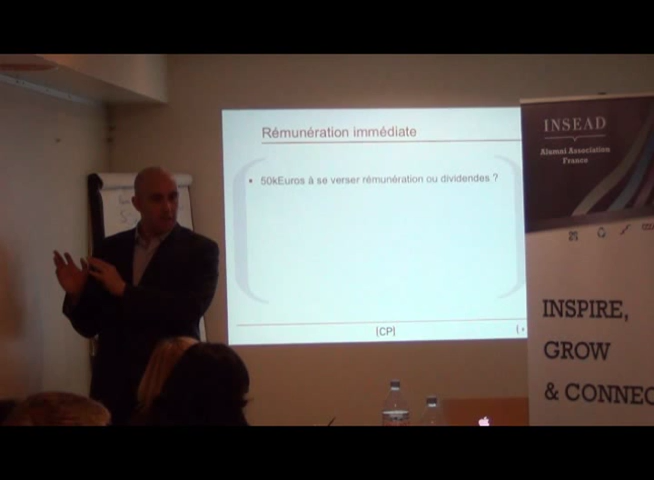 Rémunération immédiate
• 50kEuros à se verser rémunération ou dividendes ?
[CP]
INSEAD
Alumni Association
France
INSPIRE,
GROW
& CONNEC